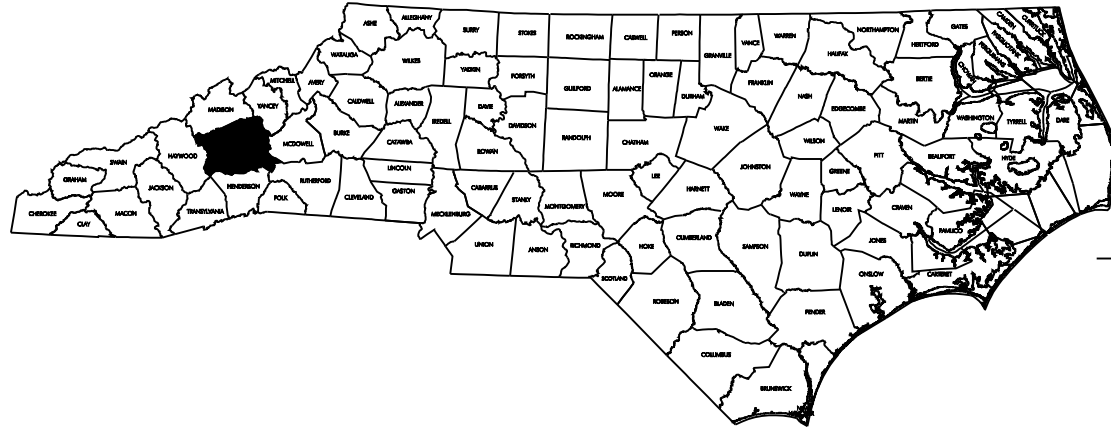 ALLEGHANY
ASHE
SURRY
STOKES
ROCKINGHAM
CASWELL
PERSON
GRANVILLE
VANCE
WARREN
NORTHAMPTON
GATES
CAMDEN
HERTFORD
HALIFAX
WATAUGA
WILKES
YADKIN
FORSYTH
GUILFORD
ALAMANCE
ORANGE
DURHAM
FRANKLIN
NASH
EDGECOMBE
BERTIE
MARTIN
WASHINGTON
TYRRELL
DARE
MITCHELL
AVERY
YANCEY
MADISON
CALDWELL
ALEXANDER
IREDELL
DAVIE
DAVIDSON
RANDOLPH
CHATHAM
WAKE
WILSON
BURKE
MCDOWELL
CATAWBA
ROWAN
JOHNSTON
PITT
BEAUFORT
HYDE
HAYWOOD
SWAIN
LINCOLN
GREENE
LEE
GRAHAM
JACKSON
HENDERSON
RUTHERFORD
GASTON
CABARRUS
STANLY
MOORE
HARNETT
WAYNE
LENOIR
CRAVEN
CHEROKEE
CLAY
MACON
TRANSYLVANIA
POLK
CLEVELAND
MECKLENBURG
MONTGOMERY
PAMLICO
UNION
ANSON
RICHMOND
HOKE
CUMBERLAND
SAMPSON
DUPLIN
JONES
ONSLOW
CARTERET
SCOTLAND
ROBESON
BLADEN
PENDER
COLUMBUS
BRUNSWICK